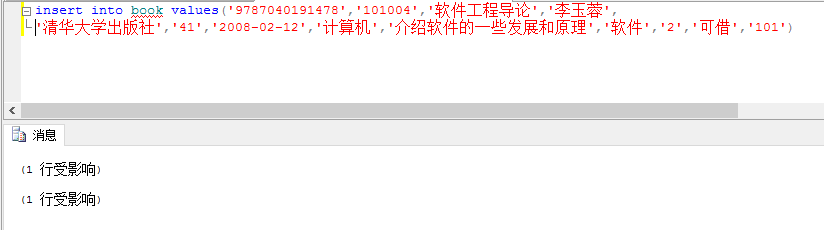 insert into book values('9787040191478','101004','软件工程导论','李玉蓉',
'清华大学出版社','41','2008-02-12','计算机','介绍软件的一些发展和原理','软件','2','可借','101')
消息
(1 行受影响)
(1 行受影响)